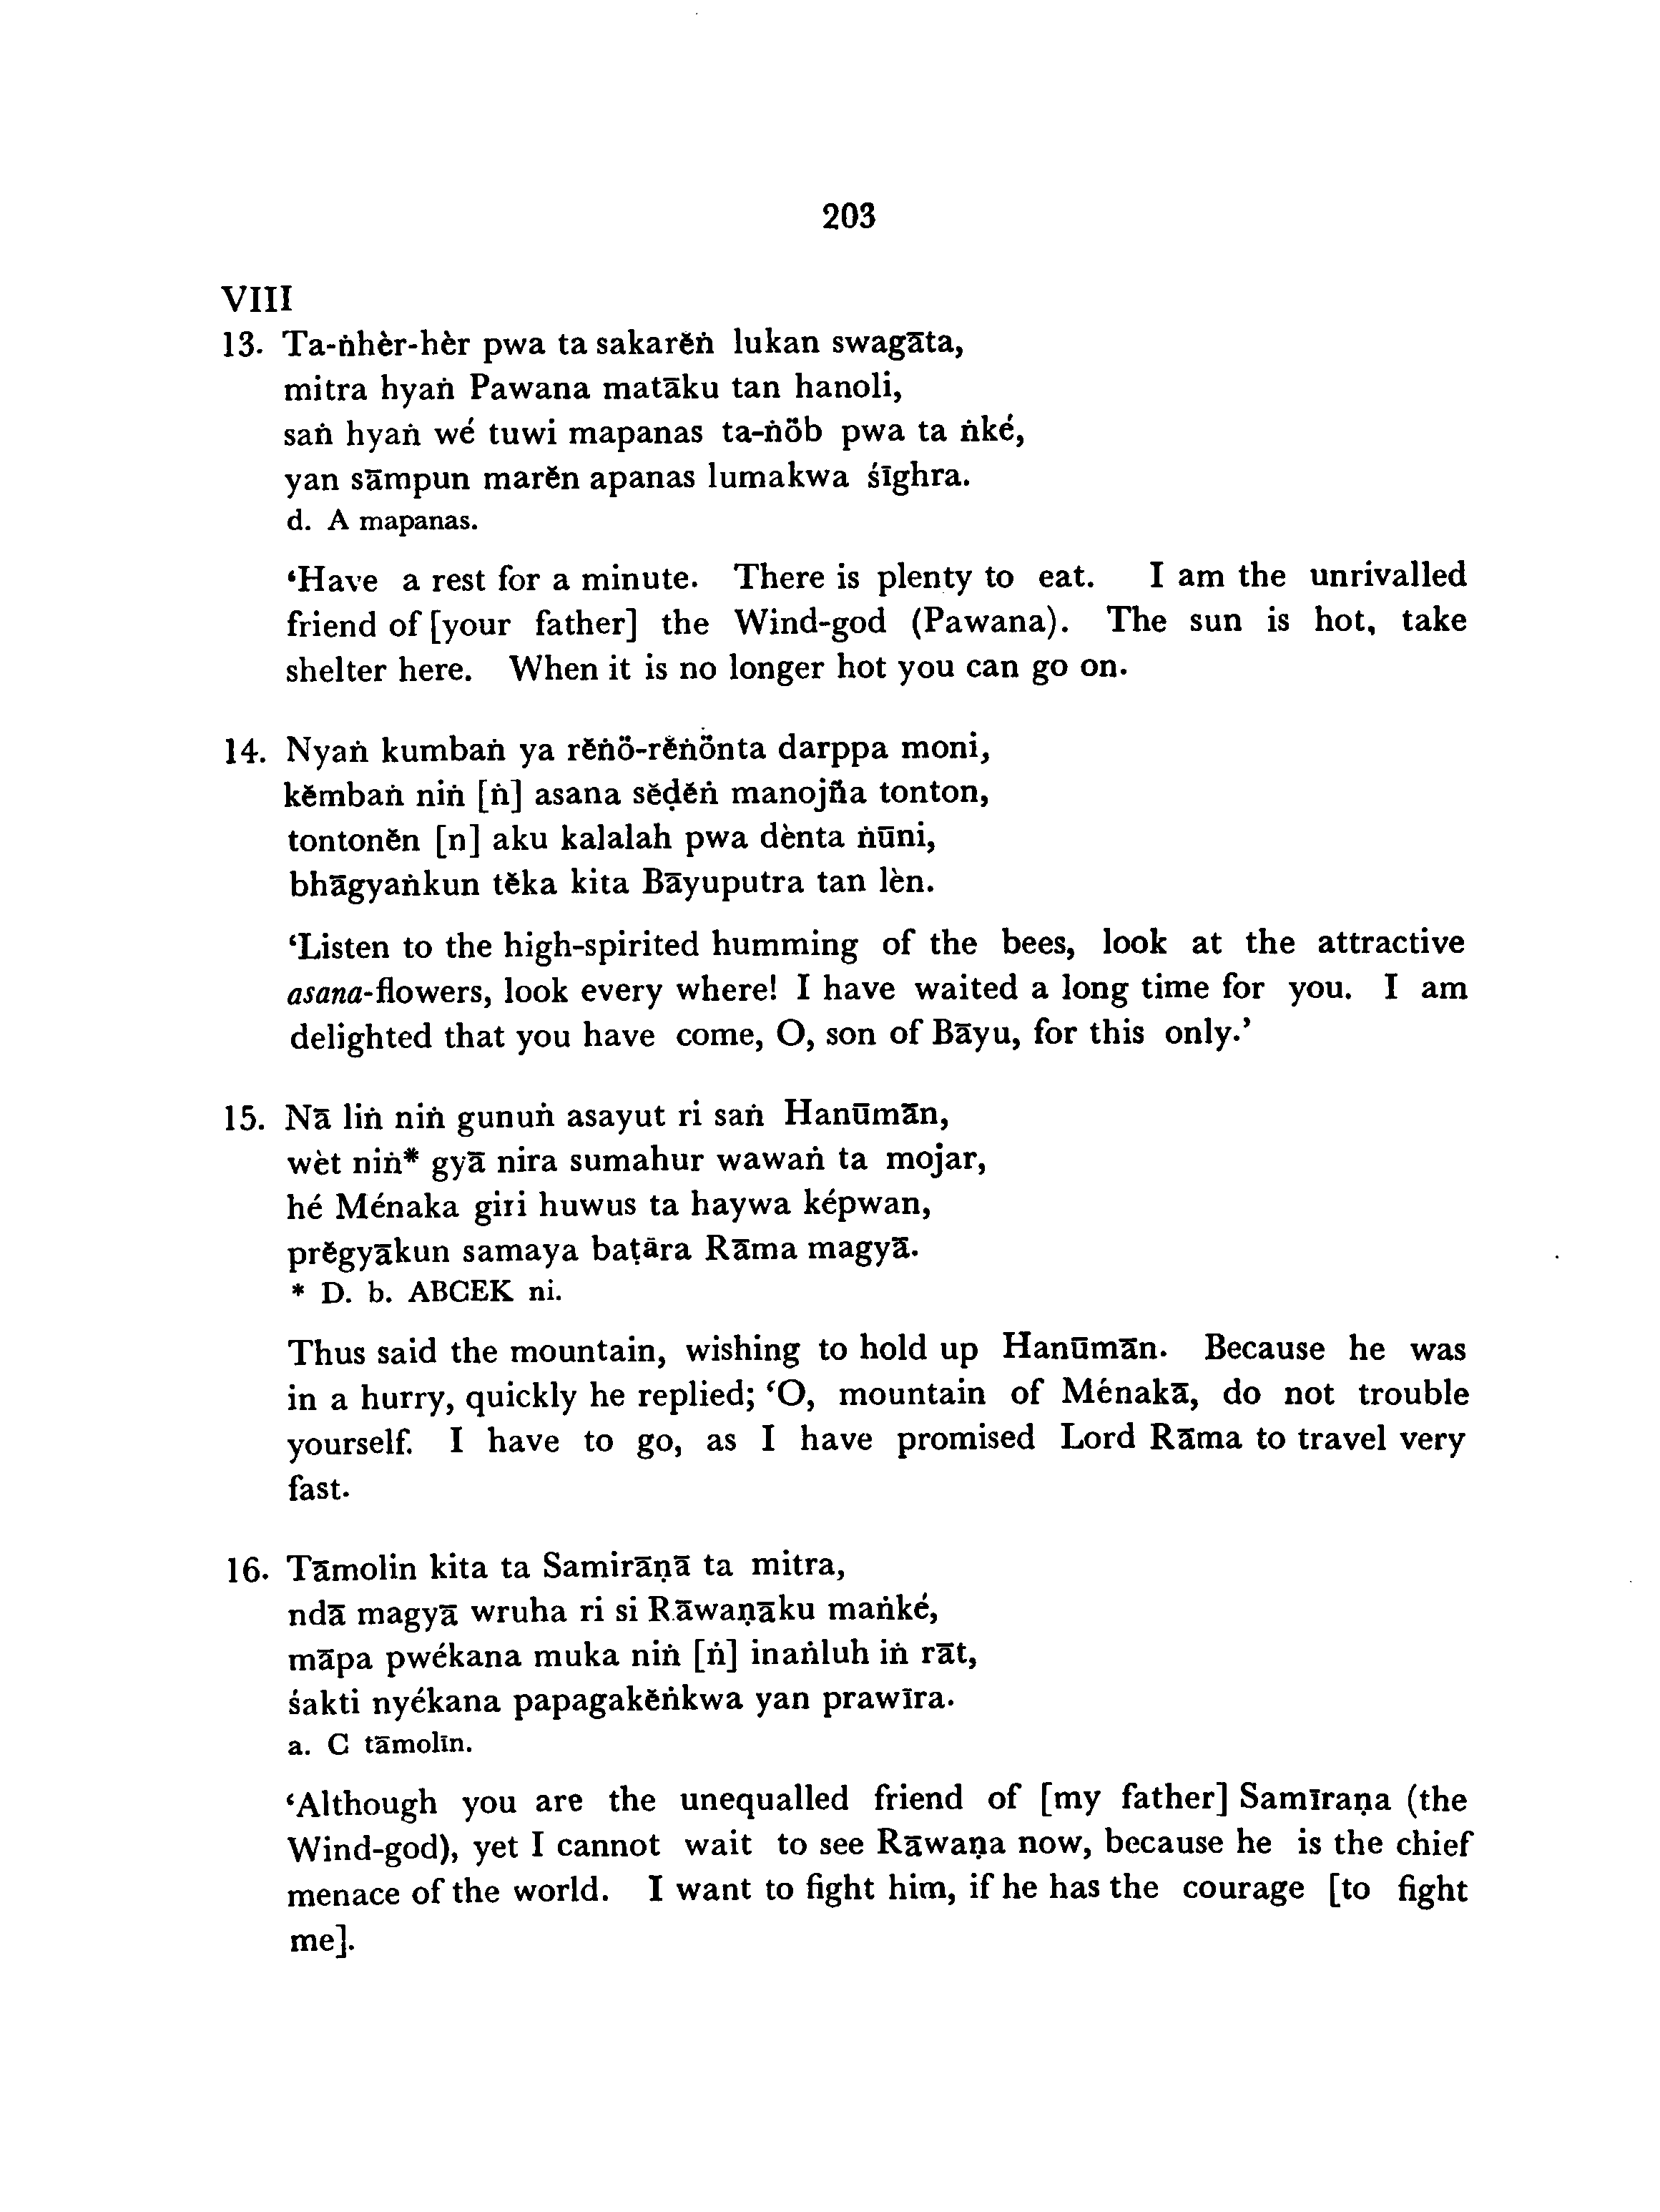 203
VIII
13. Ta-ṅhèr-hèr pwa ta sakarĕṅ lukan swagāta,
mitra hyaṅ Pawana matāku tan hanoli,
saṅ hyaṅ wé tuwi mapanas ta-ṅöb pwa ta ṅké,
yan sāmpun marĕn apanas lumakwa śīghra.
d. A mapanas.
‘Have a rest for a minute. There is plenty to eat. I am the unrivalled
friend of [your father] the Wind-god (Pawana). The sun is hot, take
shelter here. When it is no longer hot you can go on.
14. Nyaṅ kumbaṅ ya rĕṅö-rĕṅönta darppa moni,
kĕmbaṅ niṅ [ṅ] asana sĕḍĕṅ manojña tonton,
tontonĕn [n] aku kalalah pwa dènta ṅūni,
bhāgyaṅkun tĕka kita Bāyuputra tan lèn.
‘Listen to the high-spirited humming of the bees, look at the attractive
asana-flowers, look every where! I have waited a long time for you. I am
delighted that you have come, O, son of Bāyu, for this only.’
15. Nā liṅ niṅ gunuṅ asayut ri saṅ Hanūmān,
wèt niṅ* gyā nira sumahur wawaṅ ta mojar,
hé Ménaka giri huwus ta haywa képwan,
prĕgyākun samaya baṭāra Rāma magyā.
* D. b. ABCEK ni.
Thus said the mountain, wishing to hold up Hanūmān. Because he was
in a hurry, quickly he replied; ‘O, mountain of Ménakā, do not trouble
yourself. I have to go, as I have promised Lord Rāma to travel very
fast.
16. Tāmolin kita ta Samirāṇā ta mitra,
ndā magyā wruha ri si Rāwaṇāku maṅké,
māpa pwékana muka niṅ [ṅ] inaṅluh iṅ rāt,
śakti nyékana papagakĕṅkwa yan prawīra.
a. C tāmolīn.
‘Although you are the unequalled friend of [my father] Samīraṇa (the
Wind-god), yet I cannot wait to see Rāwaṇa now, because he is the chief
menace of the world. I want to fight him, if he has the courage [to fight
me].